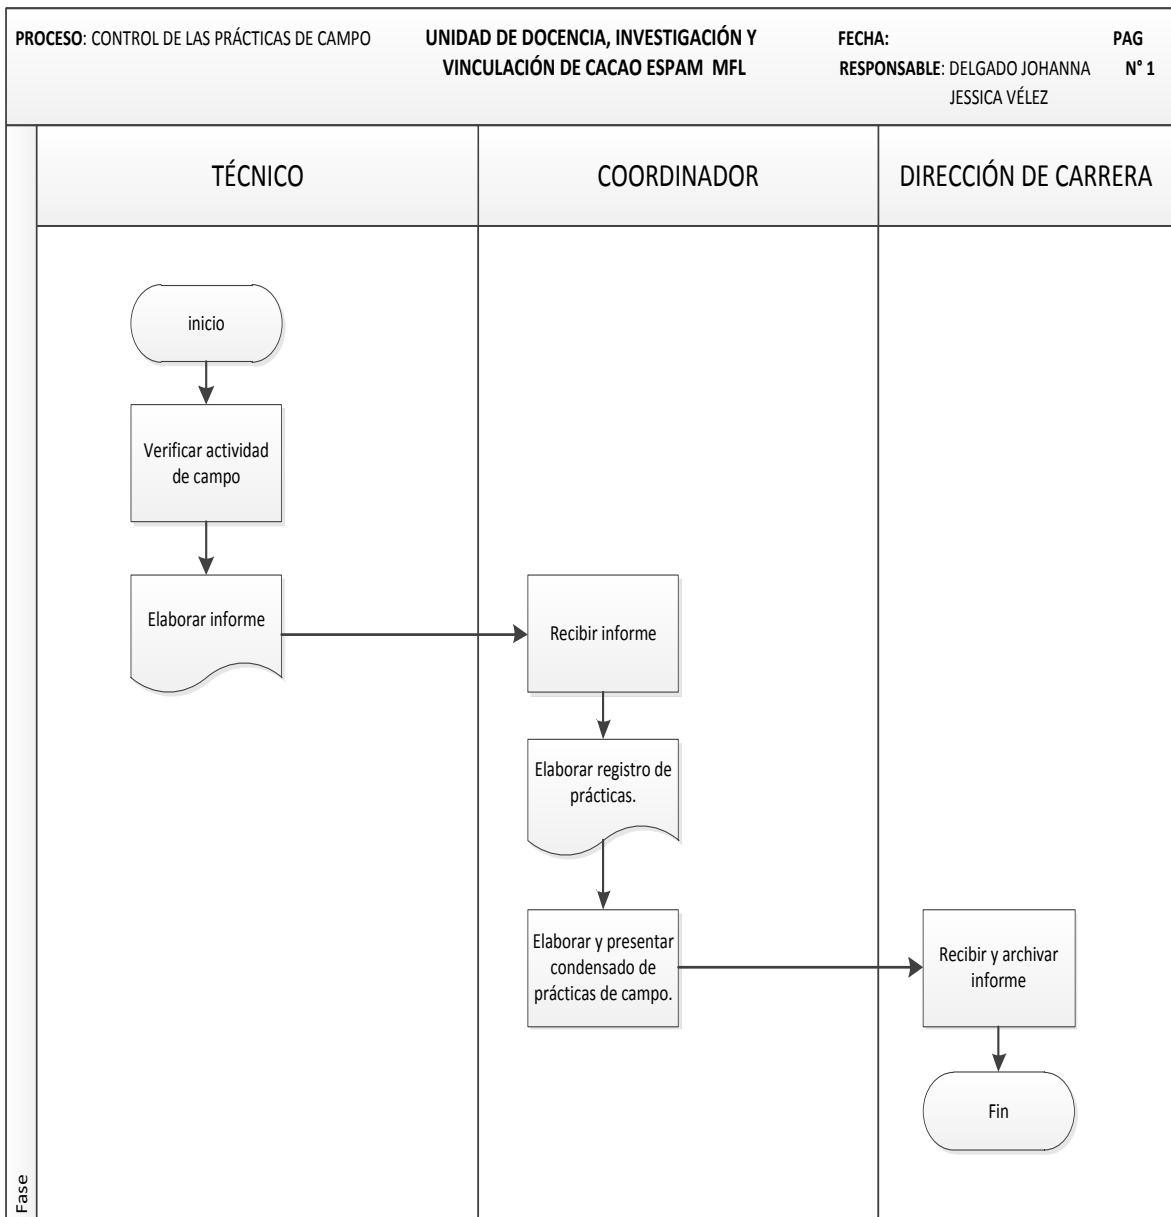 PROCESO: CONTROL DE LAS PRÁCTICAS DE CAMPO
UNIDAD DE DOCENCIA, INVESTIGACIÓN Y
VINCULACIÓN DE CACAO ESPAM MFL
FECHA:
RESPONSABLE: DELGADO JOHANNA
JESSICA VÉLEZ
PAG
N° 1
TÉCNICO
COORDINADOR
DIRECCIÓN DE CARRERA
inicio
Verificar actividad
de campo
Elaborar informe
Recibir informe
Elaborar registro de
prácticas.
Elaborar y presentar
condensado de
prácticas de campo.
Recibir y archivar
informe
Fin
Fase